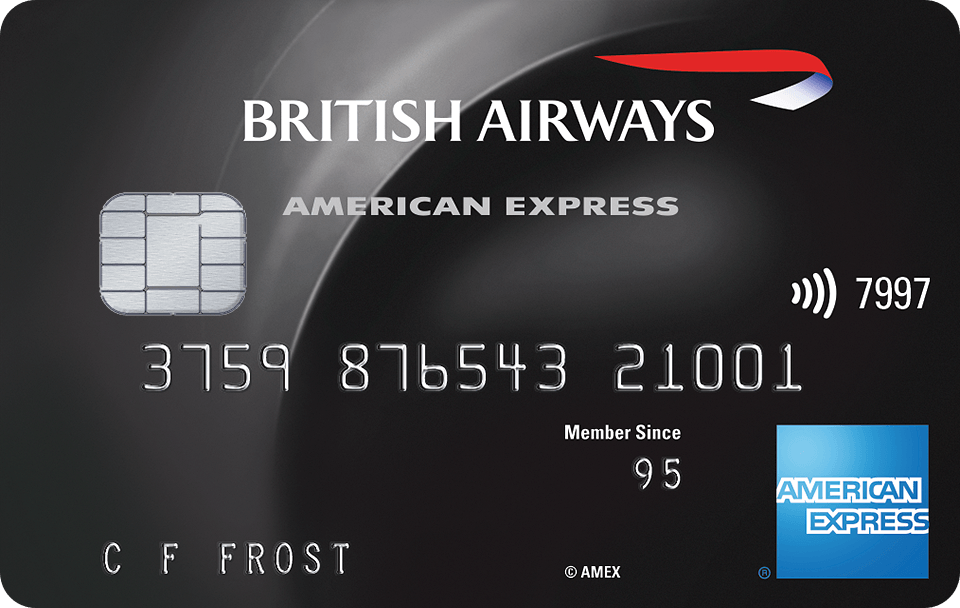 BRITISH AIRWAYS
AMERICAN EXPRESS
7997
3759 876543 21001
Member Since
95
AMERICAN
EXPRESS
C F FROST
© AMEX
®